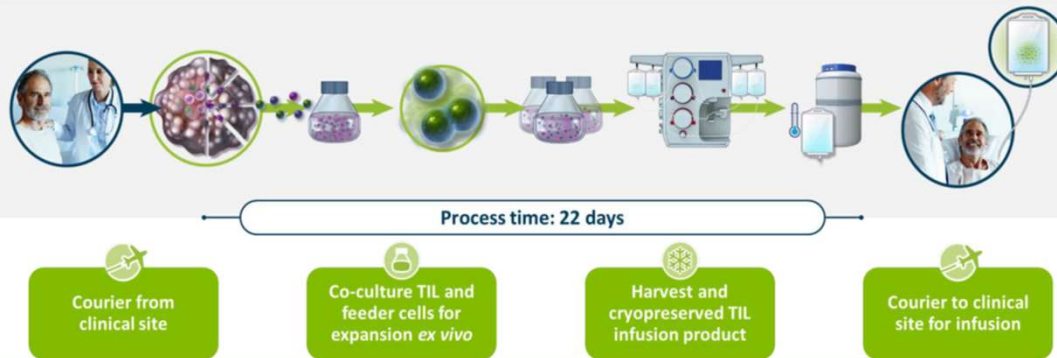 Process time: 22 days
Courier from
clinical site
Co-culture TIL and
feeder cells for
expansion ex vivo
Harvest and
cryopreserved TIL
infusion product
Courier to clinical
site for infusion